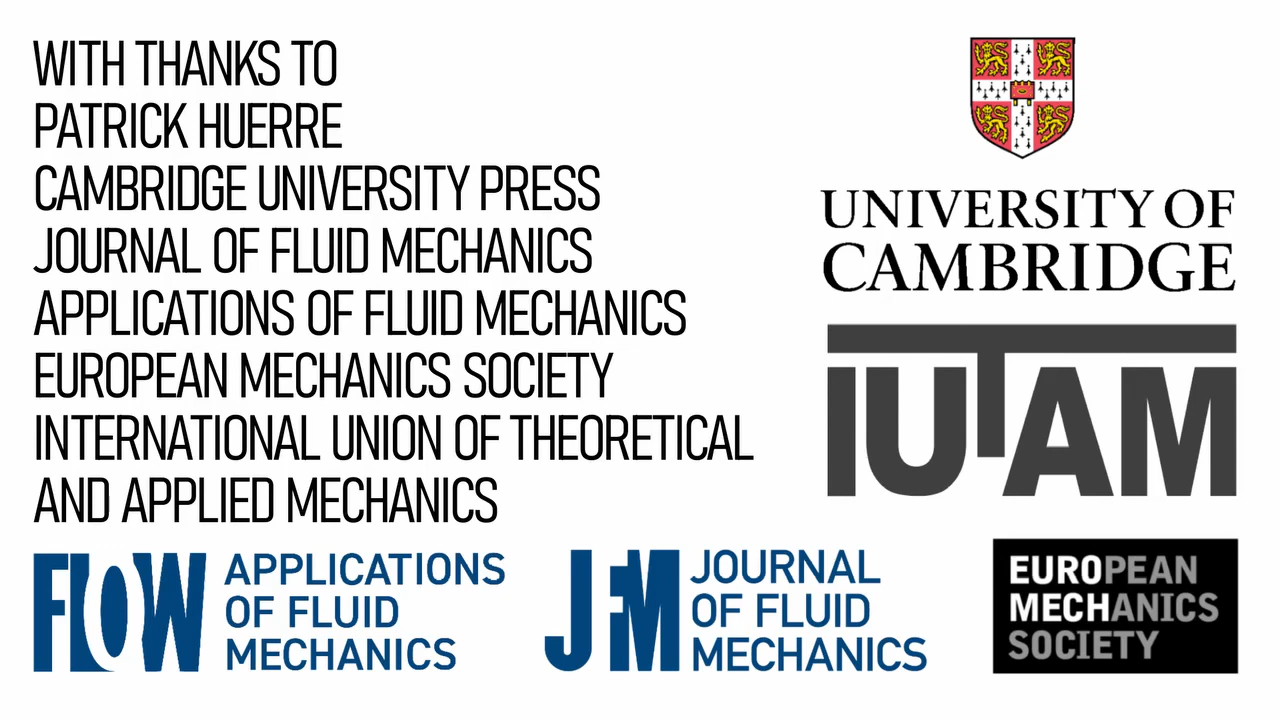 WITH THANKS TO
PATRICK HUERRE
CAMBRIDGE UNIVERSITY PRESS
JOURNAL OF FLUID MECHANICS
APPLICATIONS OF FLUID MECHANICS
EUROPEAN MECHANICS SOCIETY
INTERNATIONAL UNION OF THEORETICAL
AND APPLIED MECHANICS
UNIVERSITY OF
CAMBRIDGE
IUTAM
FLOW
APPLICATIONS
OF FLUID
MECHANICS
JFM
JOURNAL
OF FLUID
MECHANICS
EUROPEAN
MECHANICS
SOCIETY